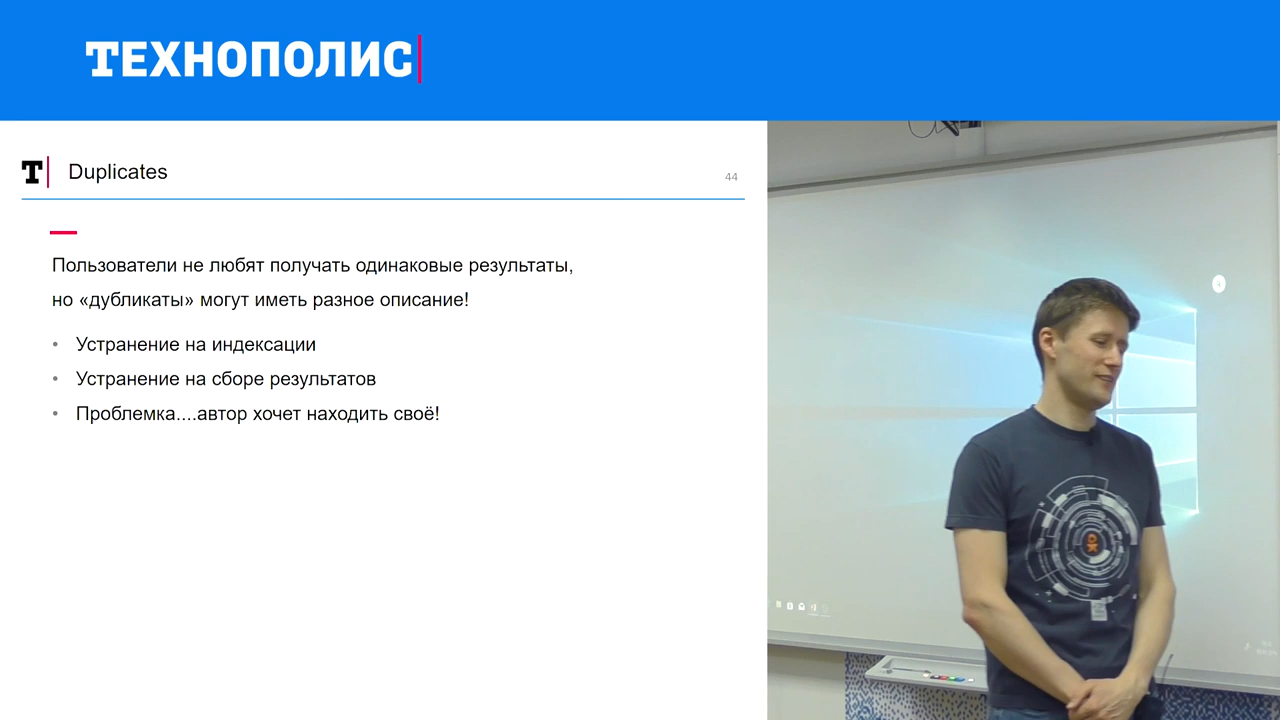 ТЕХНОПОЛИС
T
Duplicates
44
Пользователи не любят получать одинаковые результаты,
но «дубликаты» могут иметь разное описание!
• Устранение на индексации
• Устранение на сборе результатов
• Проблемка....автор хочет находить своё!